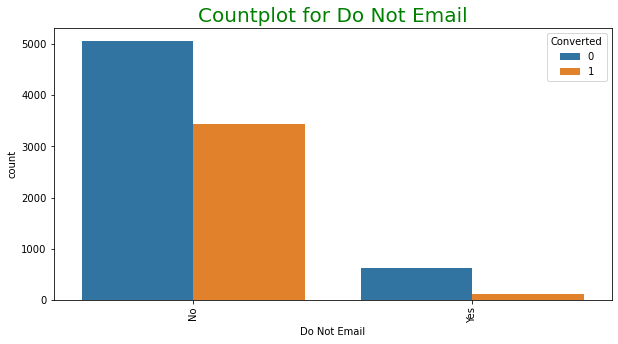 Countplot for Do Not Email
Converted
0
1
5000
4000
3000
2000
1000
0
count
No
Yes
Do Not Email